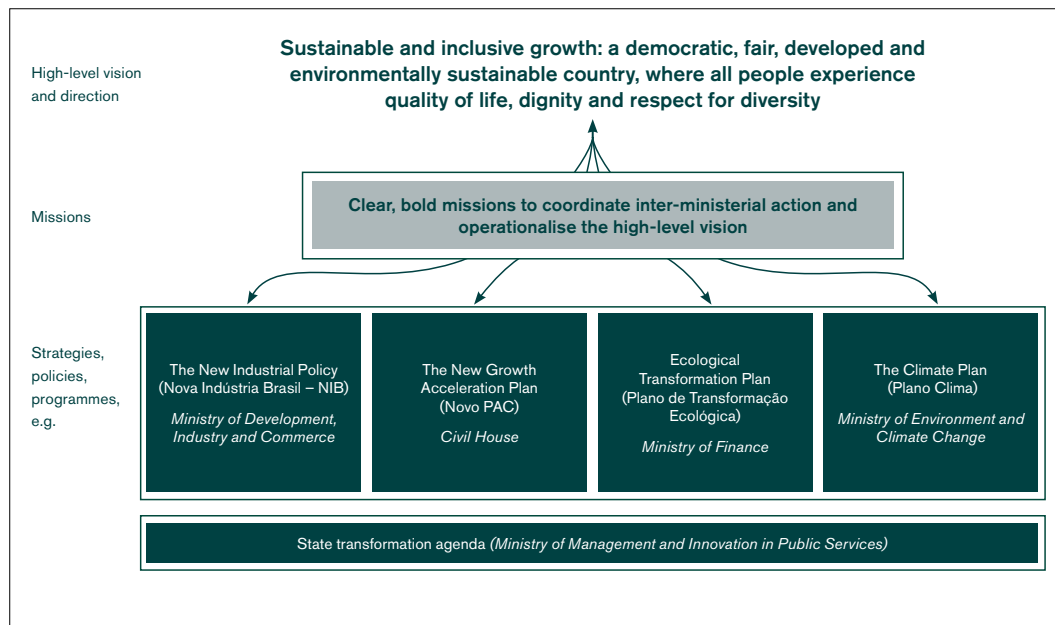 High-level vision
and direction
Sustainable and inclusive growth: a democratic, fair, developed and
environmentally sustainable country, where all people experience
quality of life, dignity and respect for diversity
Missions
Clear, bold missions to coordinate inter-ministerial action and
operationalise the high-level vision
Strategies,
policies,
programmes,
e.g.
The New Industrial Policy
(Nova Indústria Brasil – NIB)
Ministry of Development,
Industry and Commerce
The New Growth
Acceleration Plan
(Novo PAC)
Civil House
Ecological
Transformation Plan
(Plano de Transformação
Ecológica)
Ministry of Finance
The Climate Plan
(Plano Clima)
Ministry of Environment and
Climate Change
State transformation agenda (Ministry of Management and Innovation in Public Services)